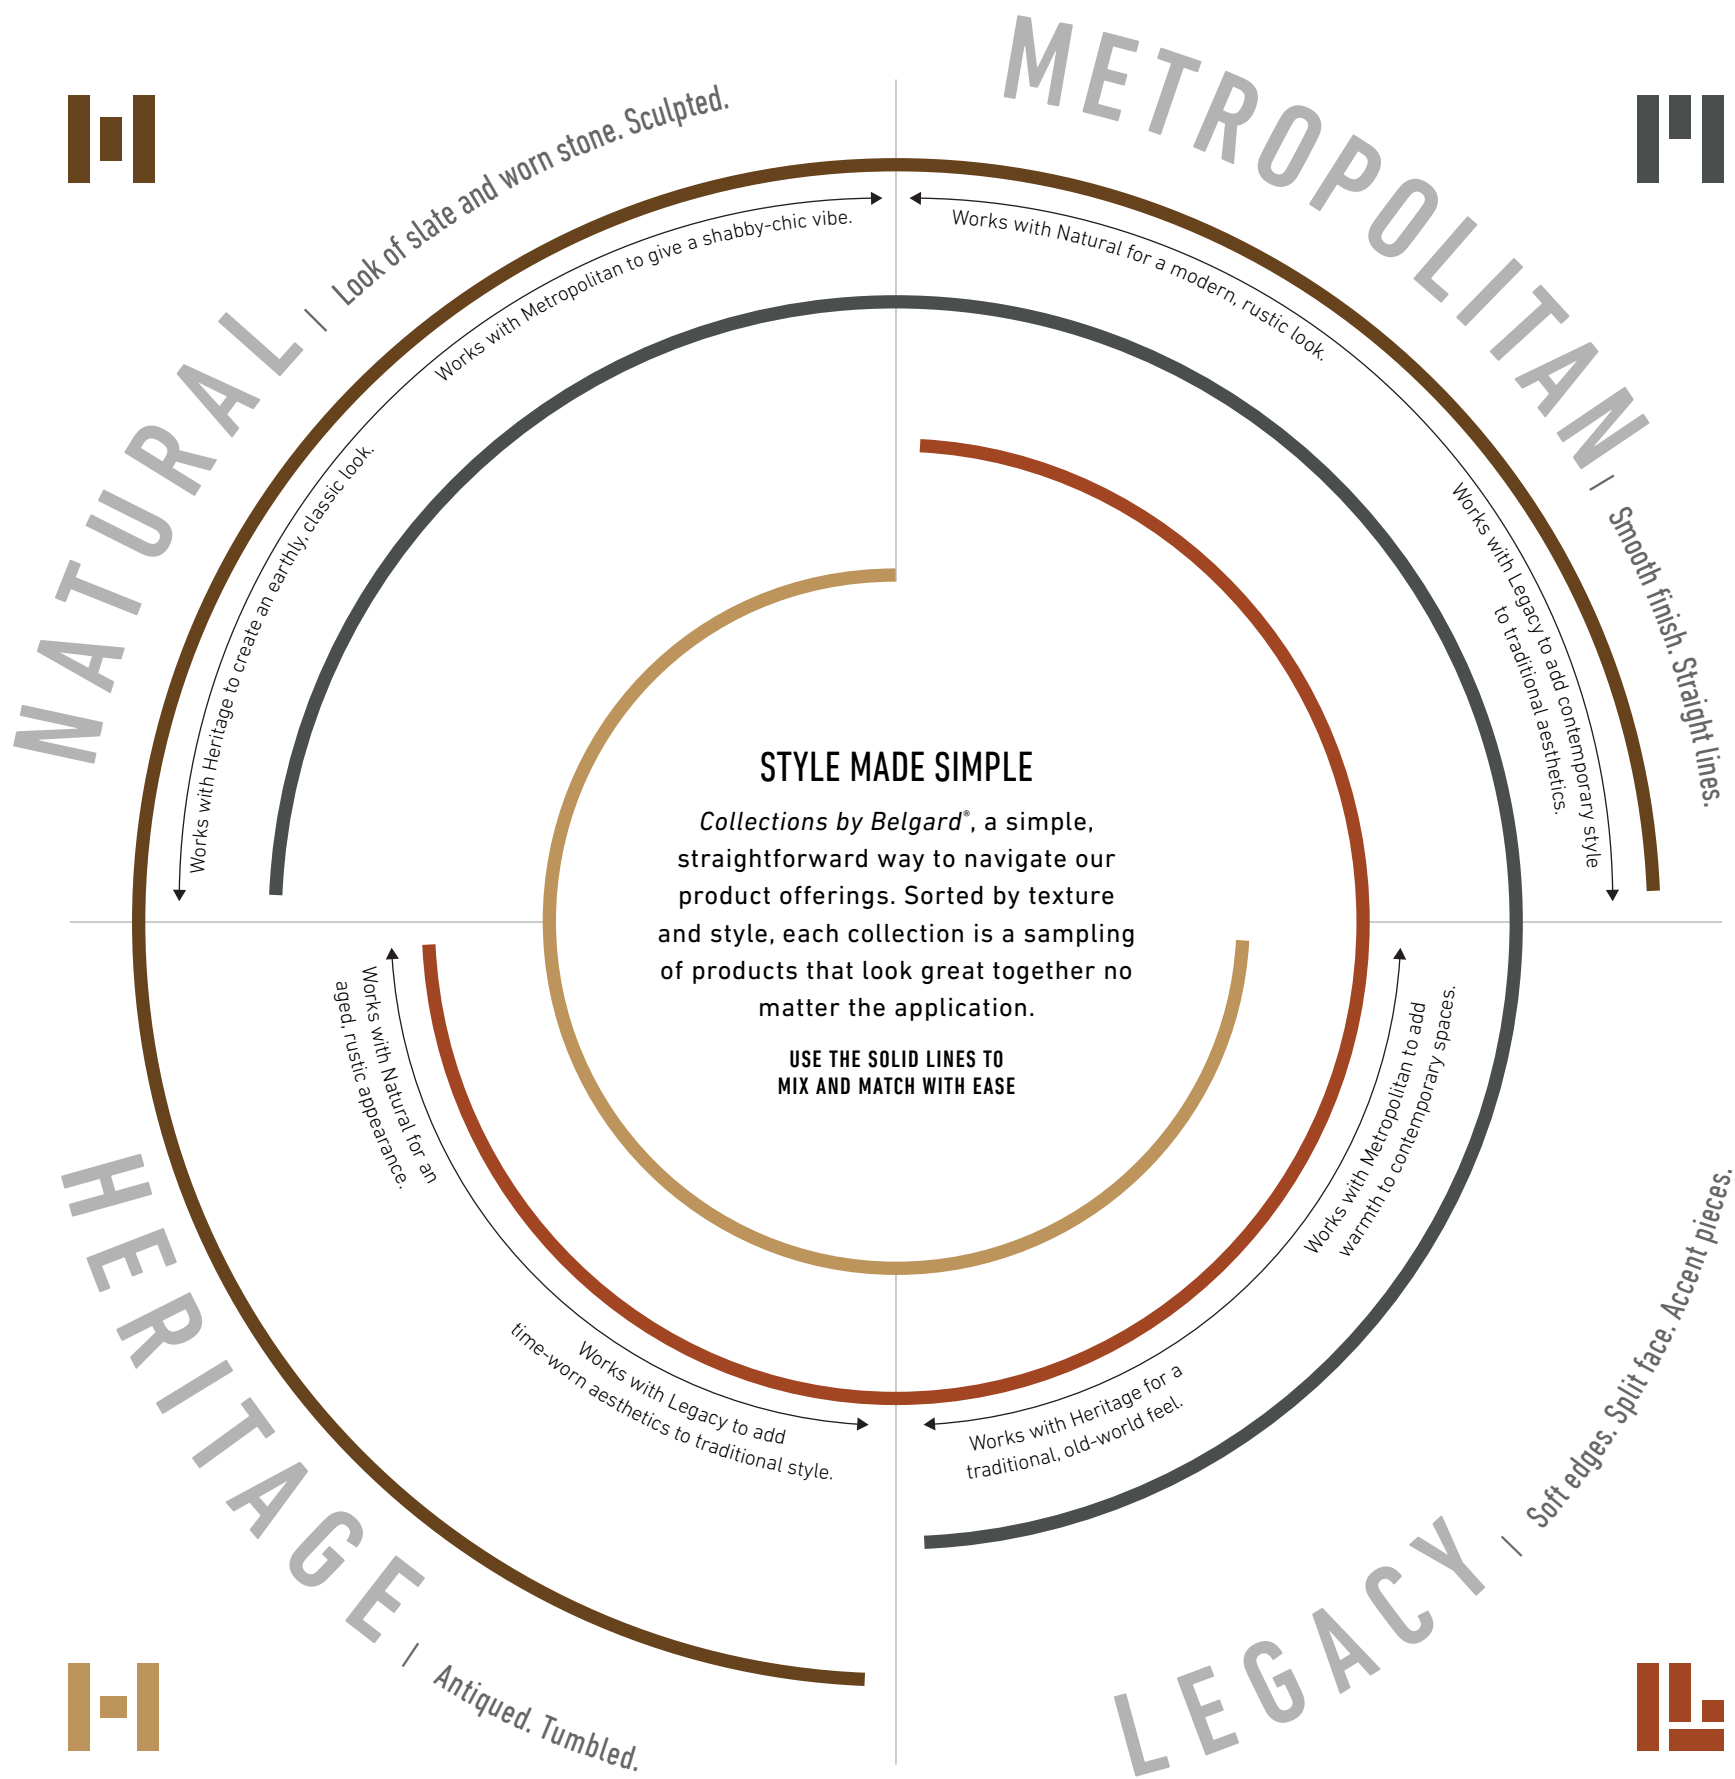 NATURAL | Look of slate and worn stone. Sculpted.
Works with Heritage to create an earthly, classic look.
Works with Metropolitan to give a shabby-chic vibe.
METROPOLITAN | Smooth finish. Straight lines.
Works with Natural for a modern, rustic look.
Works with Legacy to add contemporary style
to traditional aesthetics.
STYLE MADE SIMPLE
Collections by Belgard®, a simple,
straightforward way to navigate our
product offerings. Sorted by texture
and style, each collection is a sampling
of products that look great together no
matter the application.
USE THE SOLID LINES TO
MIX AND MATCH WITH EASE
HERITAGE | Antiqued. Tumbled.
Works with Natural for an
aged, rustic appearance.
Works with Legacy to add
time-worn aesthetics to traditional style.
LEGACY | Soft edges. Split face. Accent pieces.
Works with Heritage for a
traditional, old-world feel.
Works with Metropolitan to add
warmth to contemporary spaces.